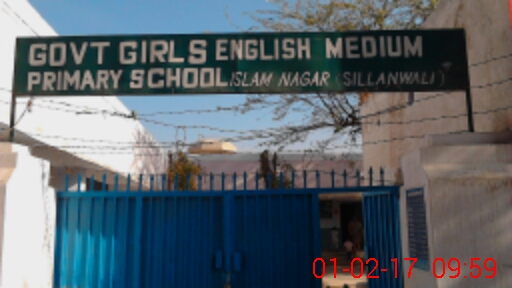 GOVT GIRLS ENGLISH MEDIUM
PRIMARY SCHOOL ISLAM NAGAR (SILLANWALI)
01-02-17 09:59